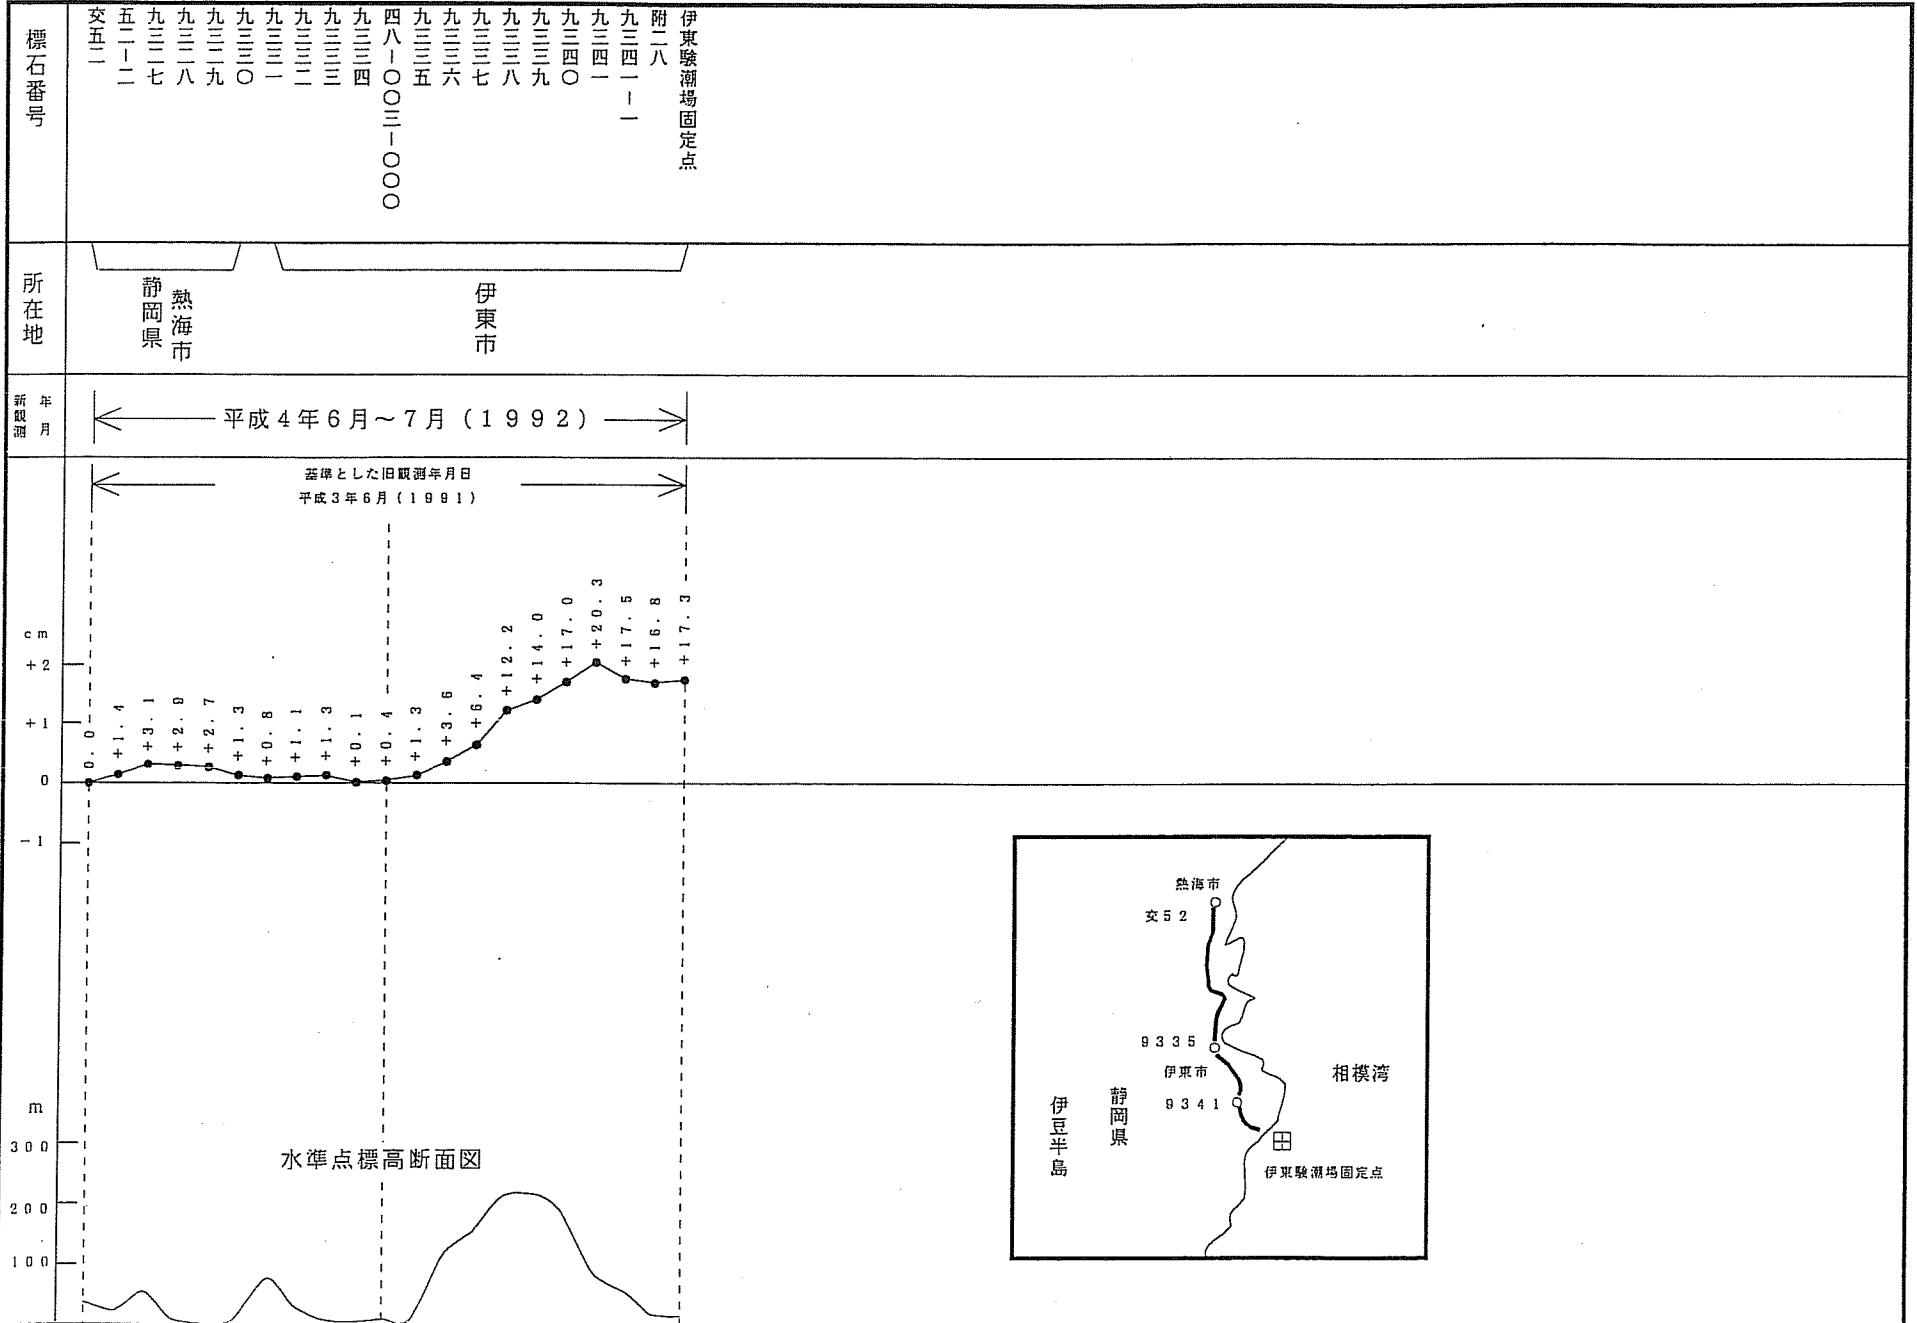 標石番号
交五二
五二ー二
九三二七
九三二八
九三二九
九三三〇
九三三一
九三三二
九三三三
九三三四
四八ー〇〇三ー〇〇〇
九三三五
九三三六
九三三七
九三三八
九三三九
九三四〇
九三四一
九三四一ー一
附二八
伊東験潮場固定点
所在地
静岡県
熱海市
伊東市
新観測
年月
平成4年6月～7月(1992)
基準とした旧観測年月日
平成3年6月(1991)
cm
+2
+1
0
-1
0.0
+1.4
+3.1
+2.9
+2.7
+1.3
+0.8
+1.1
+1.3
+0.1
+0.4
+1.3
+3.6
+6.4
+12.2
+14.0
+17.0
+20.3
+17.5
+16.8
+17.3
m
300
200
100
水準点標高断面図
熱海市
交52
9335
伊東市
9341
相模湾
静岡県
伊豆半島
伊東験潮場固定点